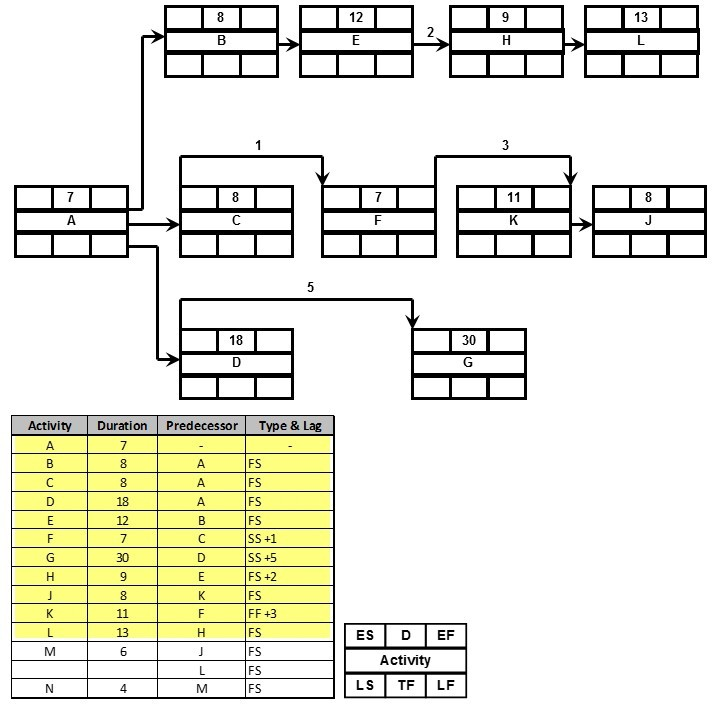 8 12 9 13
B E 2 H L
1 3
7 8 7 11 8
A C F K J
5
18 30
D G
Activity Duration Predecessor Type & Lag
A 7 - -
B 8 A FS
C 8 A FS
D 18 A FS
E 12 B FS
F 7 C SS +1
G 30 D SS +5
H 9 E FS +2
J 8 K FS
K 11 F FF +3
L 13 H FS
M 6 J FS
L FS
N 4 M FS
ES D EF
Activity
LS TF LF